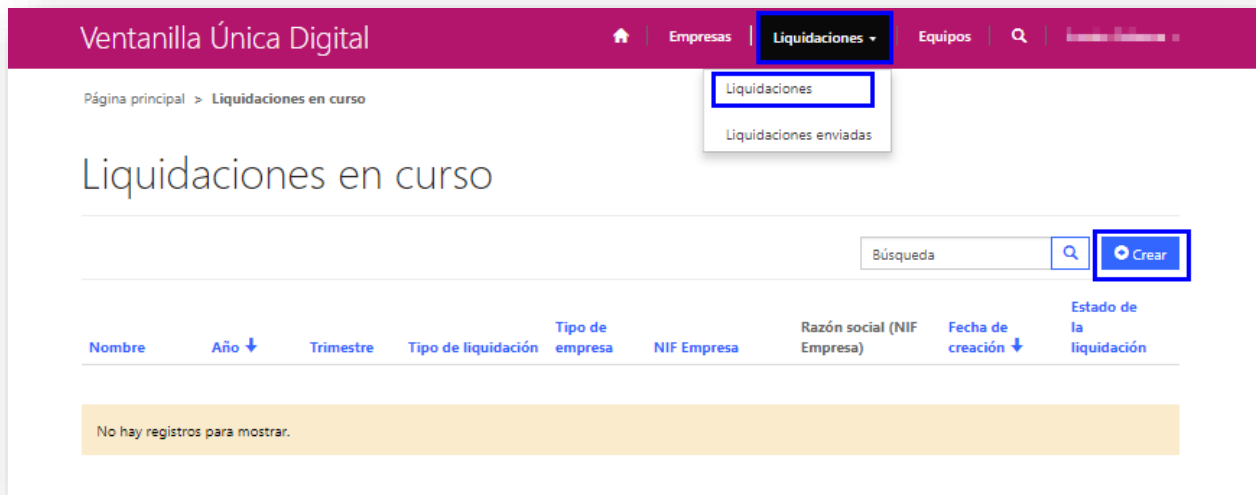 Ventanilla Única Digital
Empresas
Liquidaciones
Equipos
Liquidaciones
Liquidaciones enviadas
Página principal > Liquidaciones en curso
Liquidaciones en curso
Búsqueda
Crear
Nombre
Año
Trimestre
Tipo de liquidación
Tipo de
empresa
NIF Empresa
Razón social (NIF
Empresa)
Fecha de
creación
Estado de
la
liquidación
No hay registros para mostrar.